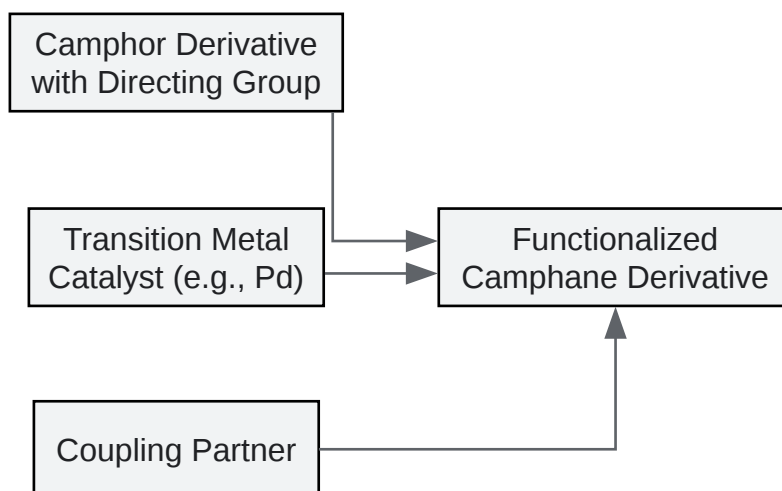 Camphor Derivative
with Directing Group
Transition Metal
Catalyst (e.g., Pd)
Functionalized
Camphane Derivative
Coupling Partner